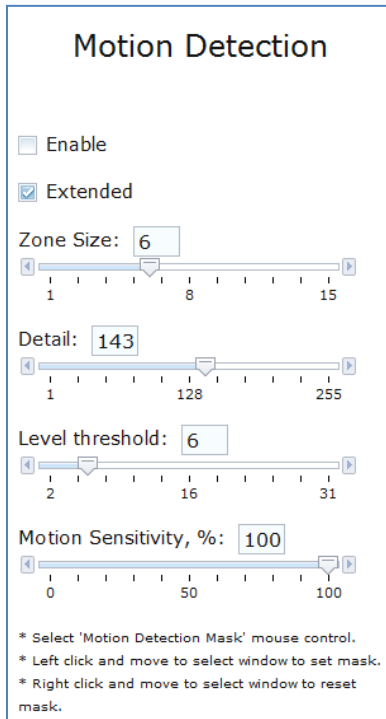 Motion Detection
Enable
Extended
Zone Size: 6
1 8 15
Detail: 143
1 128 255
Level threshold: 6
2 16 31
Motion Sensitivity, %: 100
0 50 100
* Select 'Motion Detection Mask' mouse control.
* Left click and move to select window to set mask.
* Right click and move to select window to reset
mask.